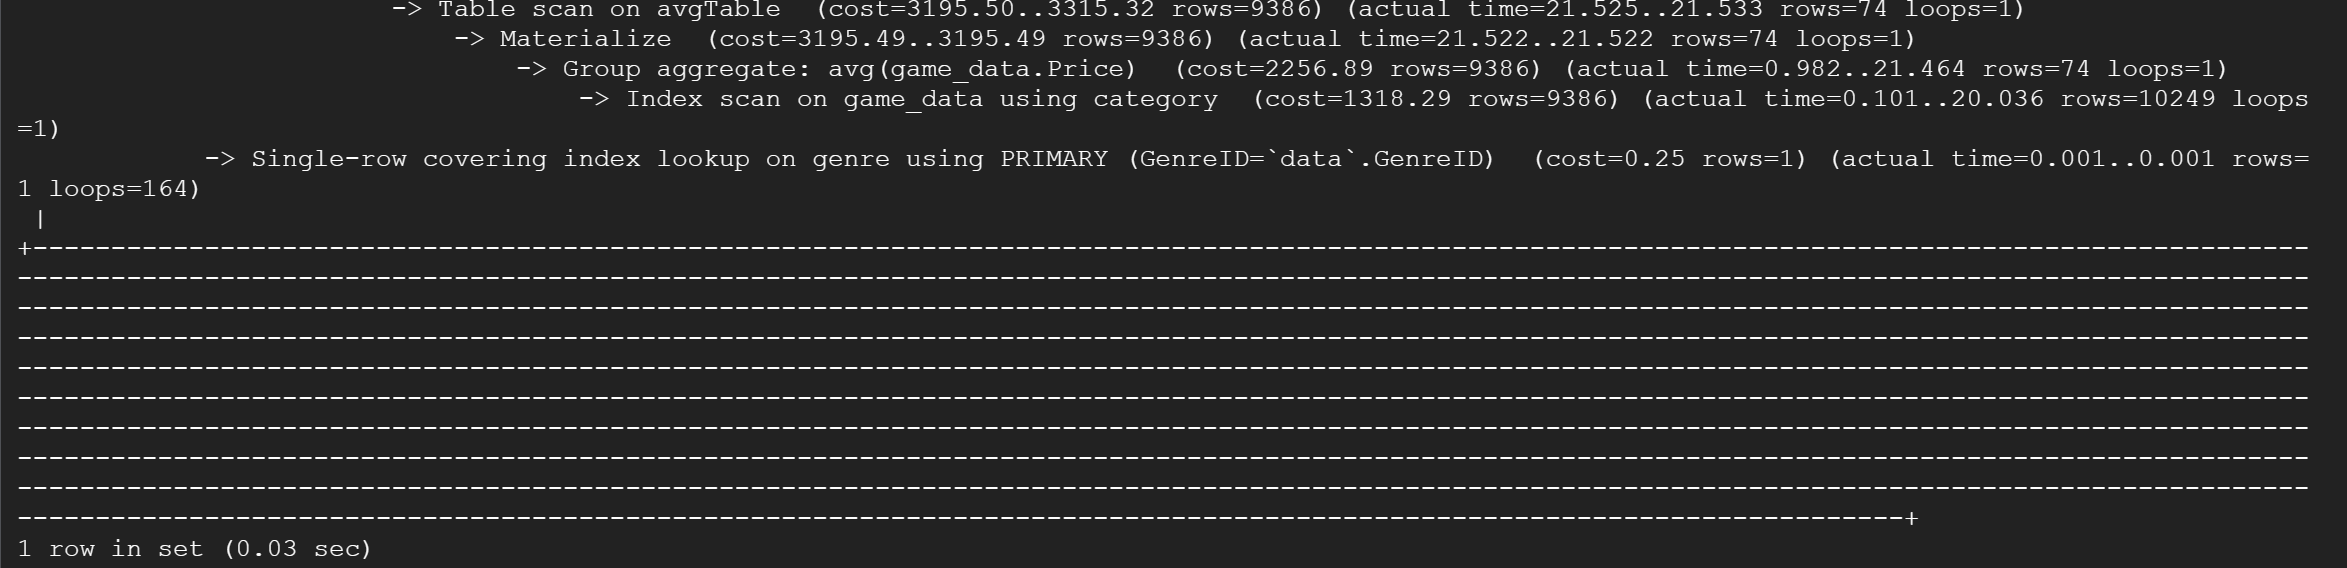 -> Table scan on avgTable  (cost=3195.50..3315.32 rows=9386) (actual time=21.525..21.533 rows=74 loops=1)
-> Materialize  (cost=3195.49..3195.49 rows=9386) (actual time=21.522..21.522 rows=74 loops=1)
-> Group aggregate: avg(game_data.Price)  (cost=2256.89 rows=9386) (actual time=0.982..21.464 rows=74 loops=1)
-> Index scan on game_data using category  (cost=1318.29 rows=9386) (actual time=0.101..20.036 rows=10249 loops
=1)
-> Single-row covering index lookup on genre using PRIMARY (GenreID=`data`.GenreID)  (cost=0.25 rows=1) (actual time=0.001..0.001 rows=
1 loops=164)
|
1 row in set (0.03 sec)